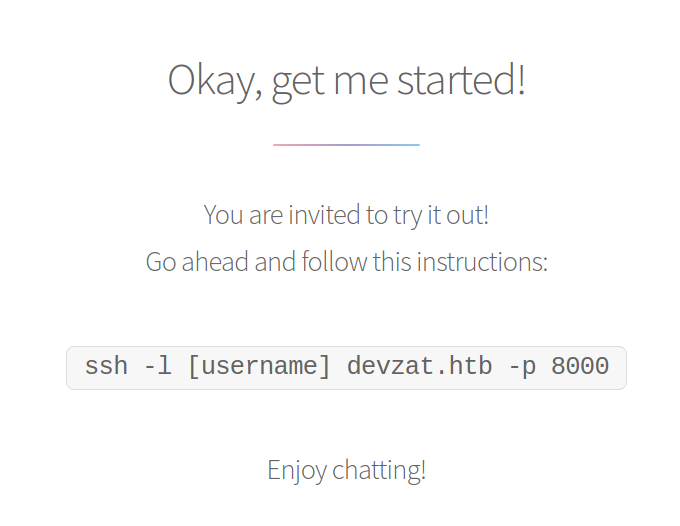 Okay, get me started!
You are invited to try it out!
Go ahead and follow this instructions:
ssh -l [username] devzat.htb -p 8000
Enjoy chatting!